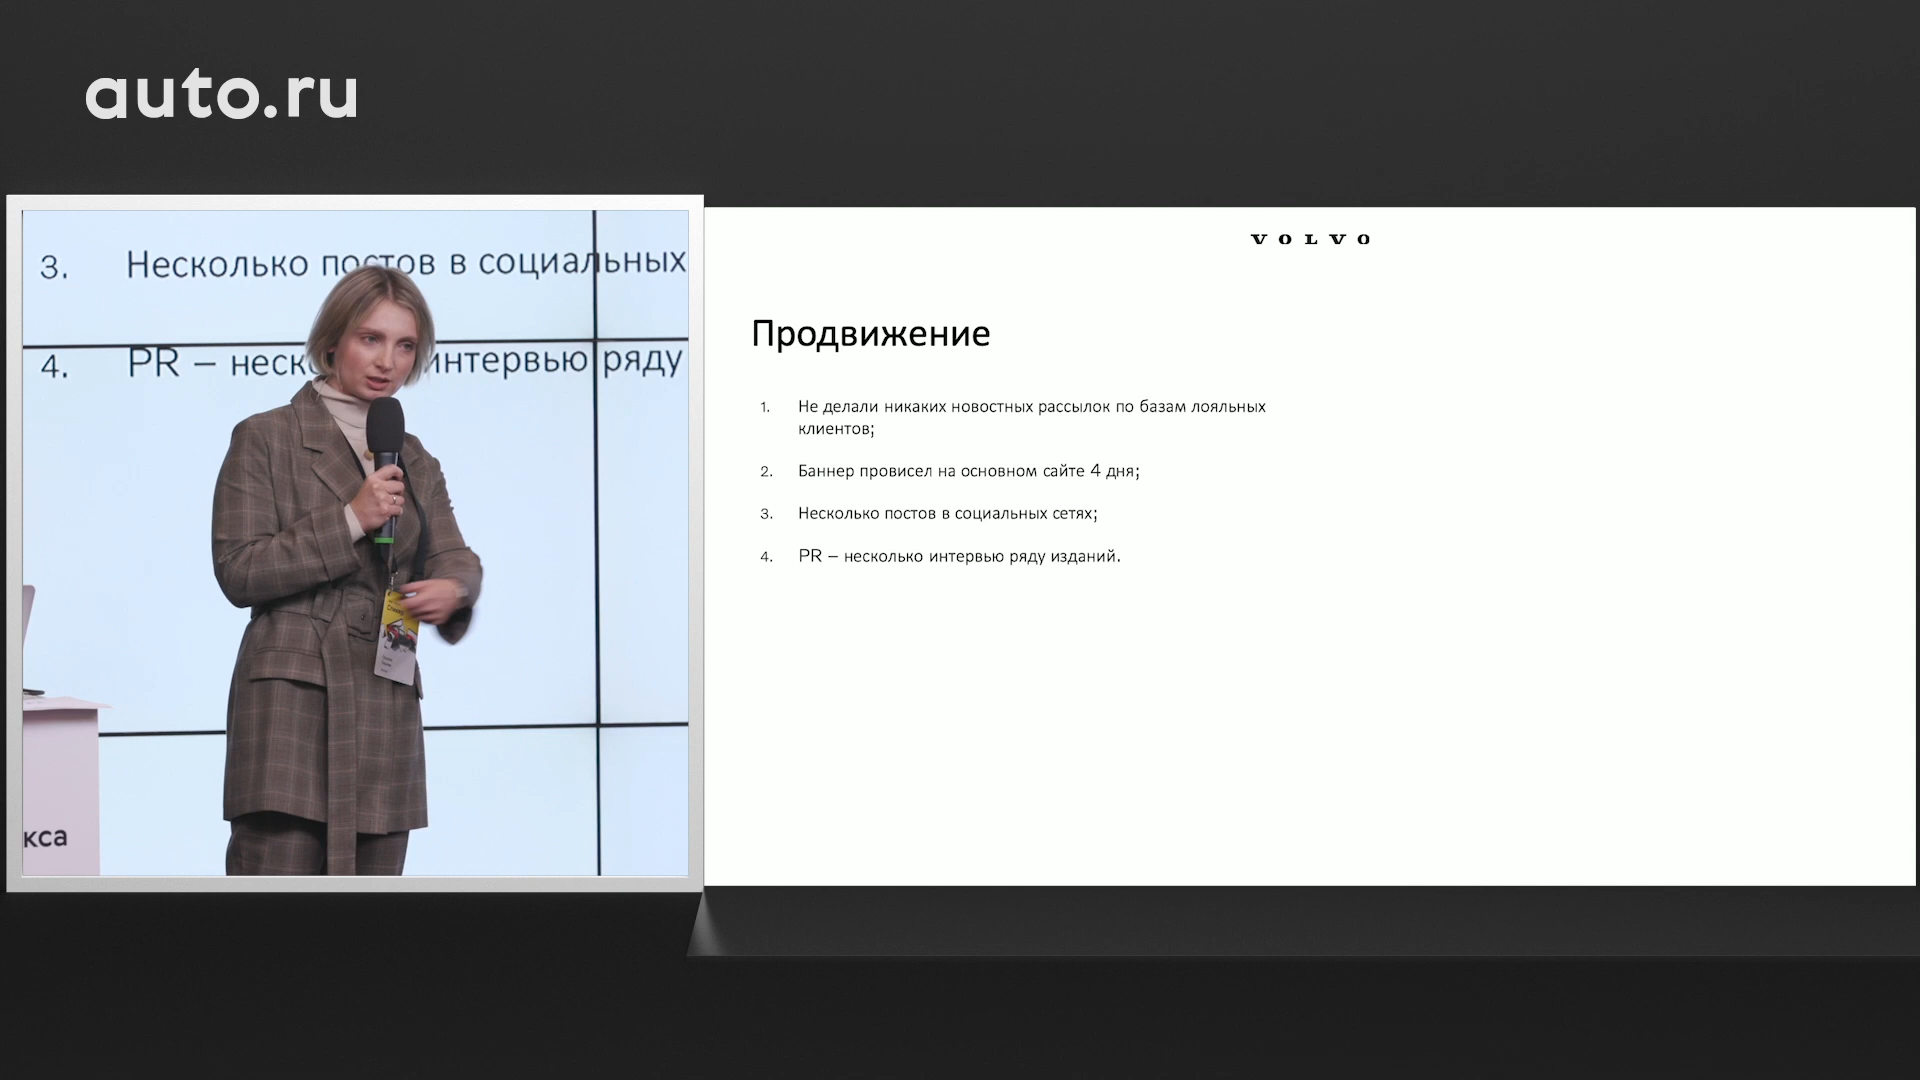 auto.ru
3. Несколько постов в социальных
4. PR – неск интервью ряду
Спикер
кса
VOLVO
Продвижение
1. Не делали никаких новостных рассылок по базам лояльных
клиентов;
2. Баннер провисел на основном сайте 4 дня;
3. Несколько постов в социальных сетях;
4. PR – несколько интервью ряду изданий.